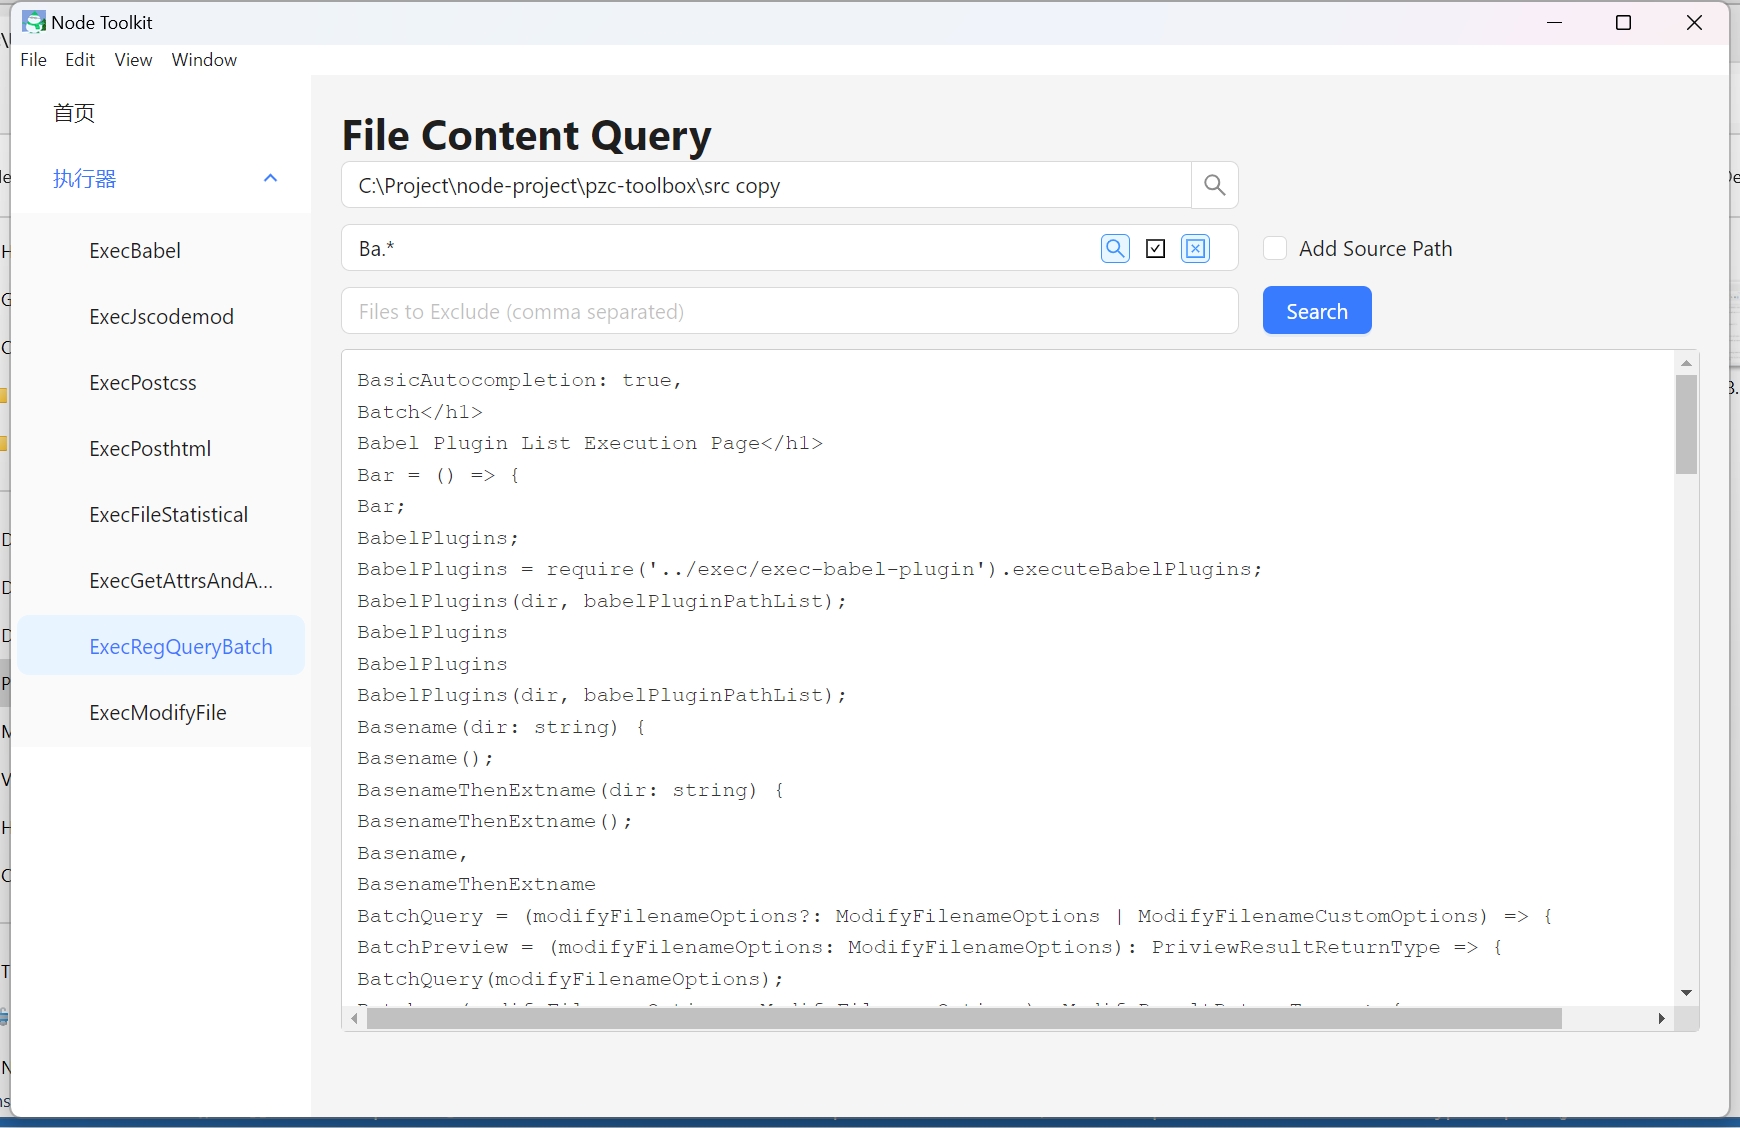 Node Toolkit
File Edit View Window
首页
执行器
ExecBabel
ExecJscodemod
ExecPostcss
ExecPosthtml
ExecFileStatistical
ExecGetAttrsAndA...
ExecRegQueryBatch
ExecModifyFile
File Content Query
C:\Project\node-project\pzc-toolbox\src copy
Ba.*
Add Source Path
Files to Exclude (comma separated)
Search
BasicAutocompletion: true,
Batch</h1>
Babel Plugin List Execution Page</h1>
Bar = () => {
Bar;
BabelPlugins;
BabelPlugins = require('../exec/exec-babel-plugin').executeBabelPlugins;
BabelPlugins(dir, babelPluginPathList);
BabelPlugins
BabelPlugins
BabelPlugins(dir, babelPluginPathList);
Basename(dir: string) {
Basename();
BasenameThenExtname(dir: string) {
BasenameThenExtname();
Basename,
BasenameThenExtname
BatchQuery = (modifyFilenameOptions?: ModifyFilenameOptions | ModifyFilenameCustomOptions) => {
BatchPreview = (modifyFilenameOptions: ModifyFilenameOptions): PriviewResultReturnType => {
BatchQuery(modifyFilenameOptions);